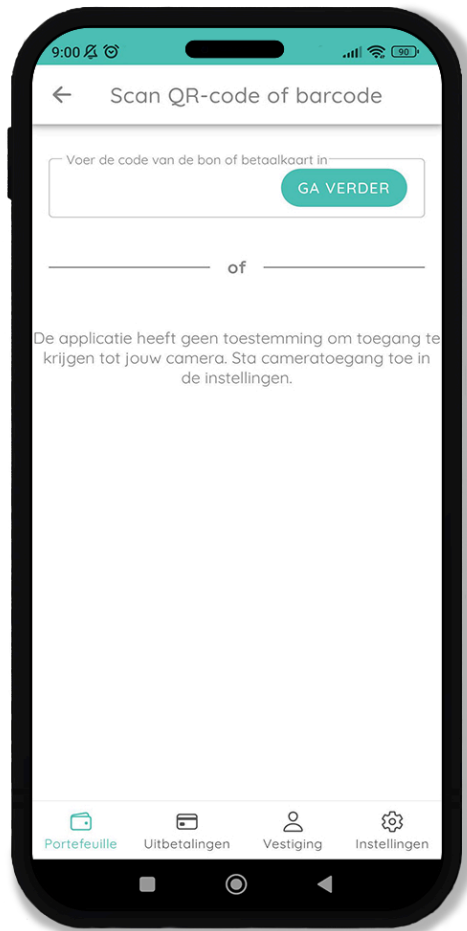 9:00
90
Scan QR-code of barcode
Voer de code van de bon of betaalkaart in
GA VERDER
of
De applicatie heeft geen toestemming om toegang te
krijgen tot jouw camera. Sta cameratoegang toe in
de instellingen.
Portefeuille Uitbetalingen Vestiging Instellingen